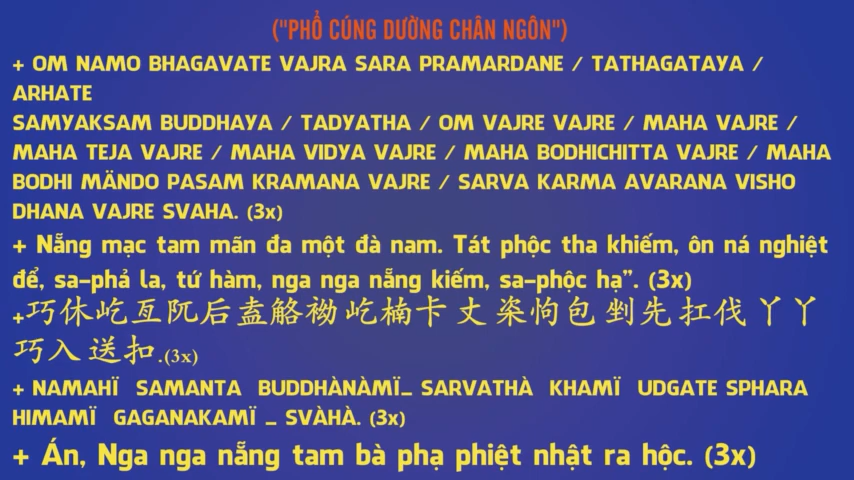 ("PHỔ CÚNG DƯỜNG CHÂN NGÔN")
+ OM NAMO BHAGAVATE VAJRA SARA PRAMARDANE / TATHAGATAYA /
ARHATE
SAMYAKSAM BUDDHAYA / TADYATHA / OM VAJRE VAJRE / MAHA VAJRE /
MAHA TEJA VAJRE / MAHA VIDYA VAJRE / MAHA BODHICHITTA VAJRE / MAHA
BODHI MÄNDO PASAM KRAMANA VAJRE / SARVA KARMA AVARANA VISHO
DHANA VAJRE SVAHA. (3x)
+ Nẵng mạc tam mãn đa một đà nam. Tát phộc tha khiếm, ôn ná nghiệt
để, sa-phả la, tứ hàm, nga nga nẵng kiếm, sa-phộc hạ”. (3x)
+巧休屹亙阢后盍觡袎屹楠卡丈 粢怐包 剉先扛伐丫丫
巧入送扣.(3x)
+ NAMAHÏ SAMANTA BUDDHÀNÀMÏ_ SARVATHÀ KHAMÏ UDGATE SPHARA
HIMAMÏ GAGANAKAMÏ _ SVÀHÀ. (3x)
+ Án, Nga nga nẵng tam bà phạ phiệt nhật ra hộc. (3x)